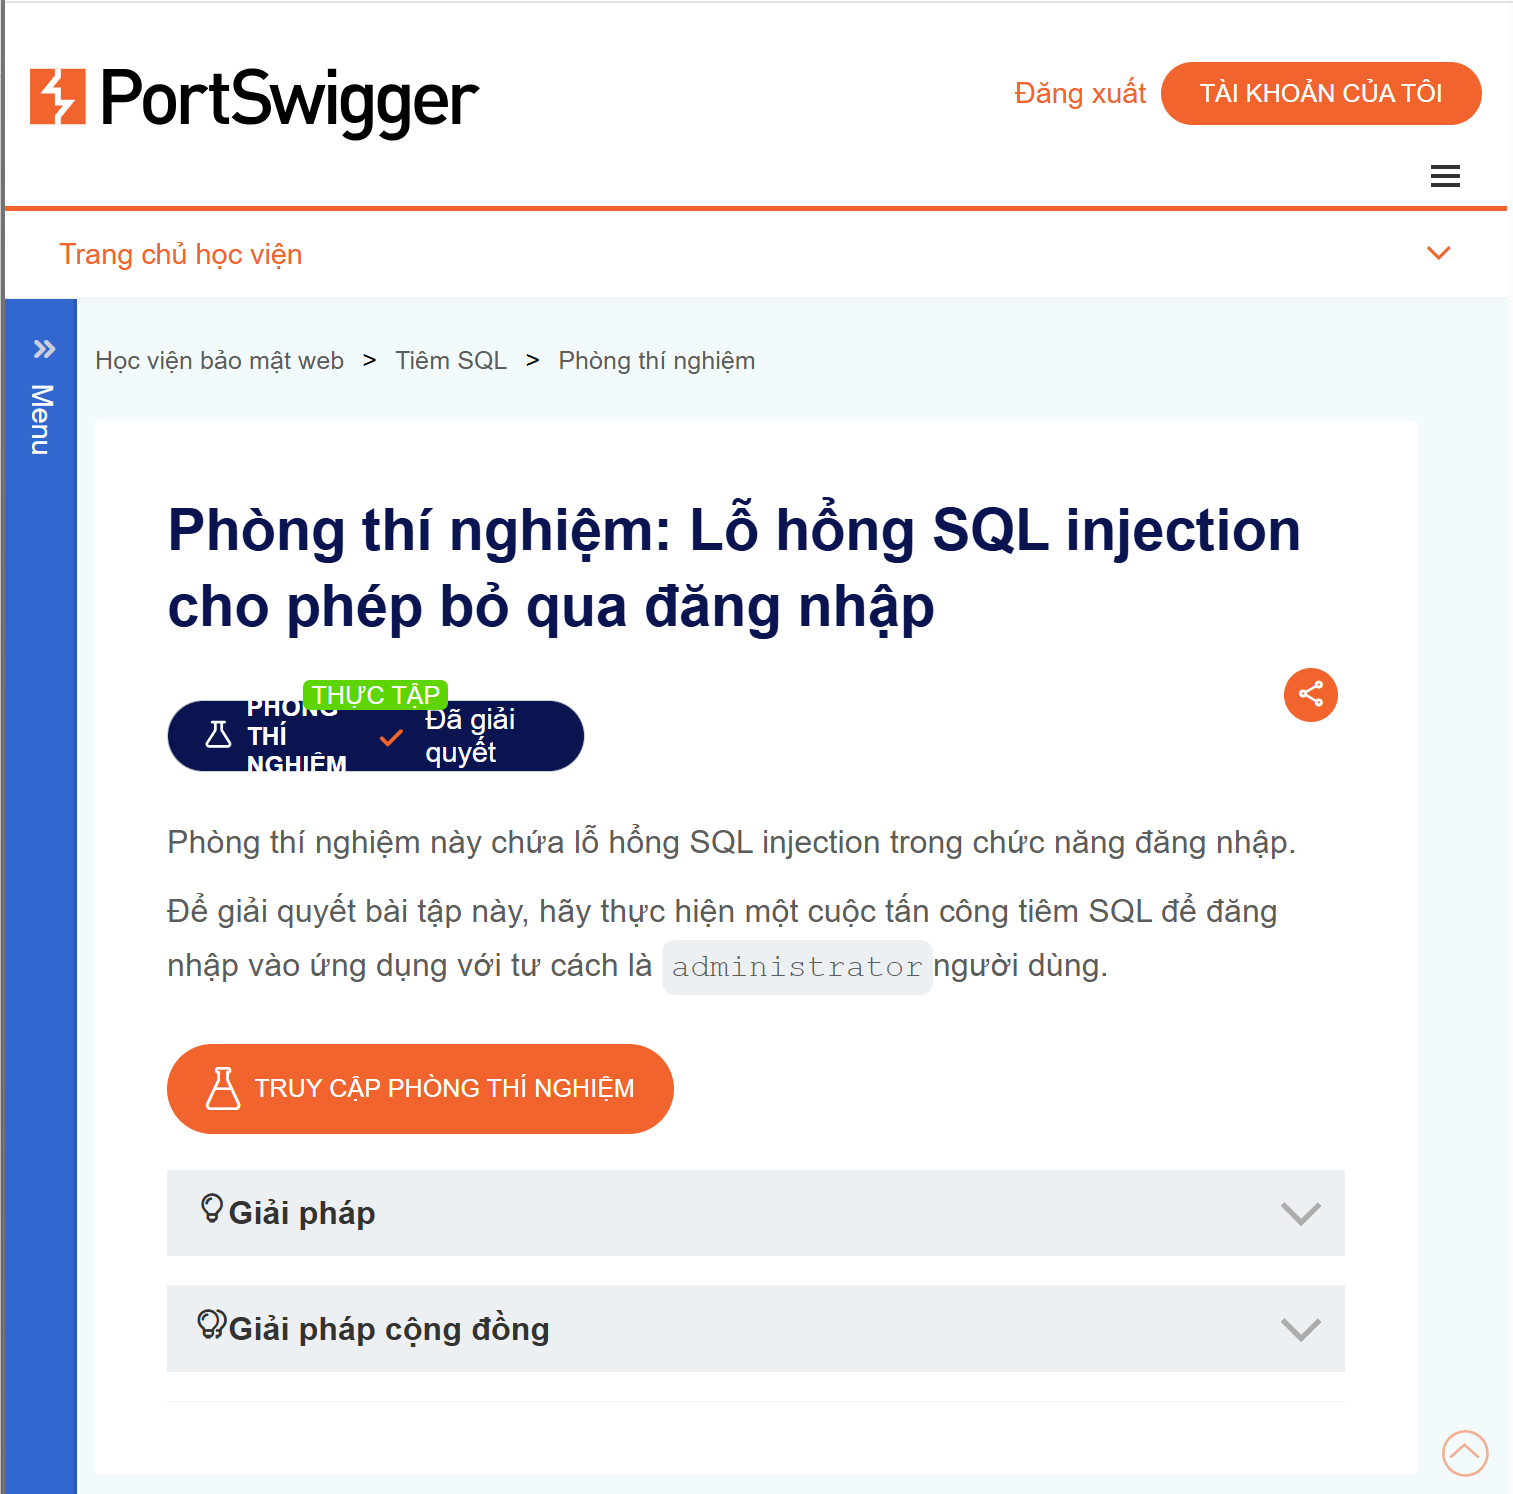 PortSwigger
Đăng xuất
TÀI KHOẢN CỦA TÔI
Trang chủ học viện
Menu
Học viện bảo mật web > Tiêm SQL > Phòng thí nghiệm
Phòng thí nghiệm: Lỗ hổng SQL injection
cho phép bỏ qua đăng nhập
THỰC TẬP
PHÒNG
THÍ
NGHIỆM
Đã giải
quyết
Phòng thí nghiệm này chứa lỗ hổng SQL injection trong chức năng đăng nhập.
Để giải quyết bài tập này, hãy thực hiện một cuộc tấn công tiêm SQL để đăng
nhập vào ứng dụng với tư cách là administrator người dùng.
TRUY CẬP PHÒNG THÍ NGHIỆM
Giải pháp
Giải pháp cộng đồng